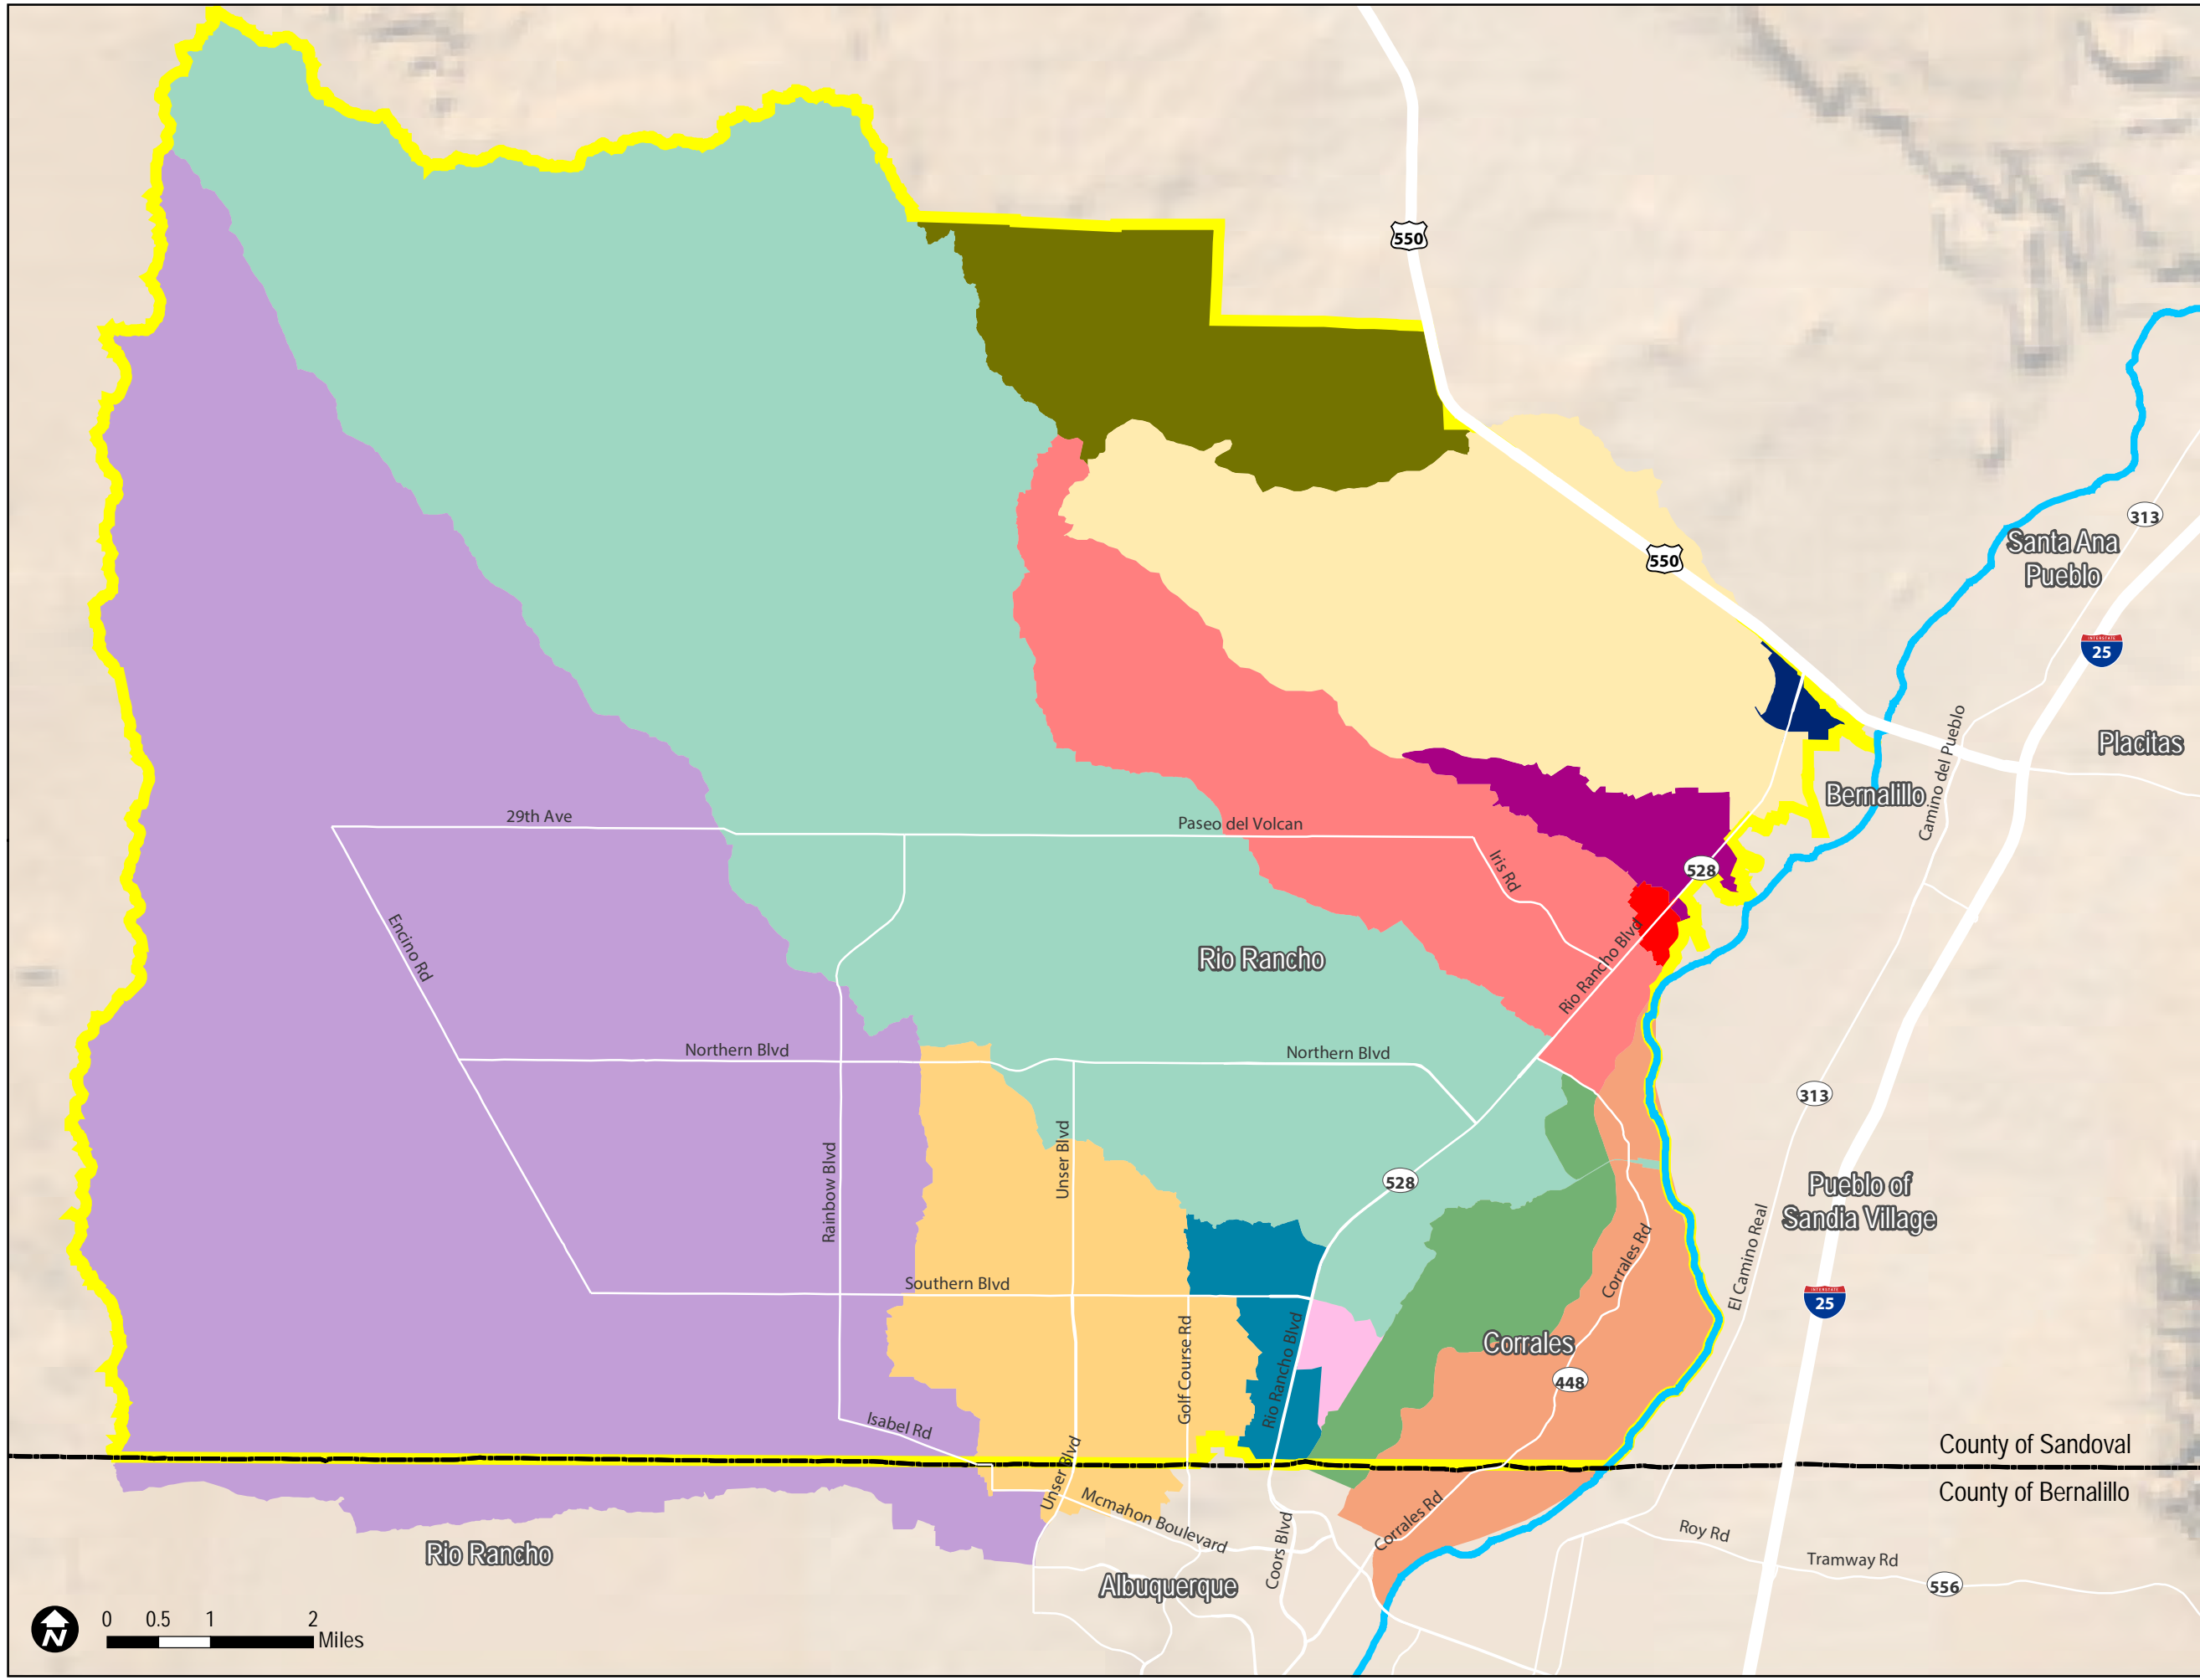 550
313
Santa Ana
Pueblo
550
INTERSTATE
25
Camino del Pueblo
Placitas
Bernalillo
29th Ave
Paseo del Volcan
Iris Rd
528
Encino Rd
Rio Rancho Blvd
Rio Rancho
Northern Blvd
Northern Blvd
313
Rainbow Blvd
Unser Blvd
528
Pueblo of
Sandia Village
Corrales Rd
El Camino Real
Southern Blvd
INTERSTATE
25
Golf Course Rd
Rio Rancho Blvd
Corrales
448
Isabel Rd
County of Sandoval
Unser Blvd
County of Bernalillo
Mcmahon Boulevard
Corrales Rd
Coors Blvd
Roy Rd
Rio Rancho
Tramway Rd
Albuquerque
556
N
0 0.5 1 2
Miles